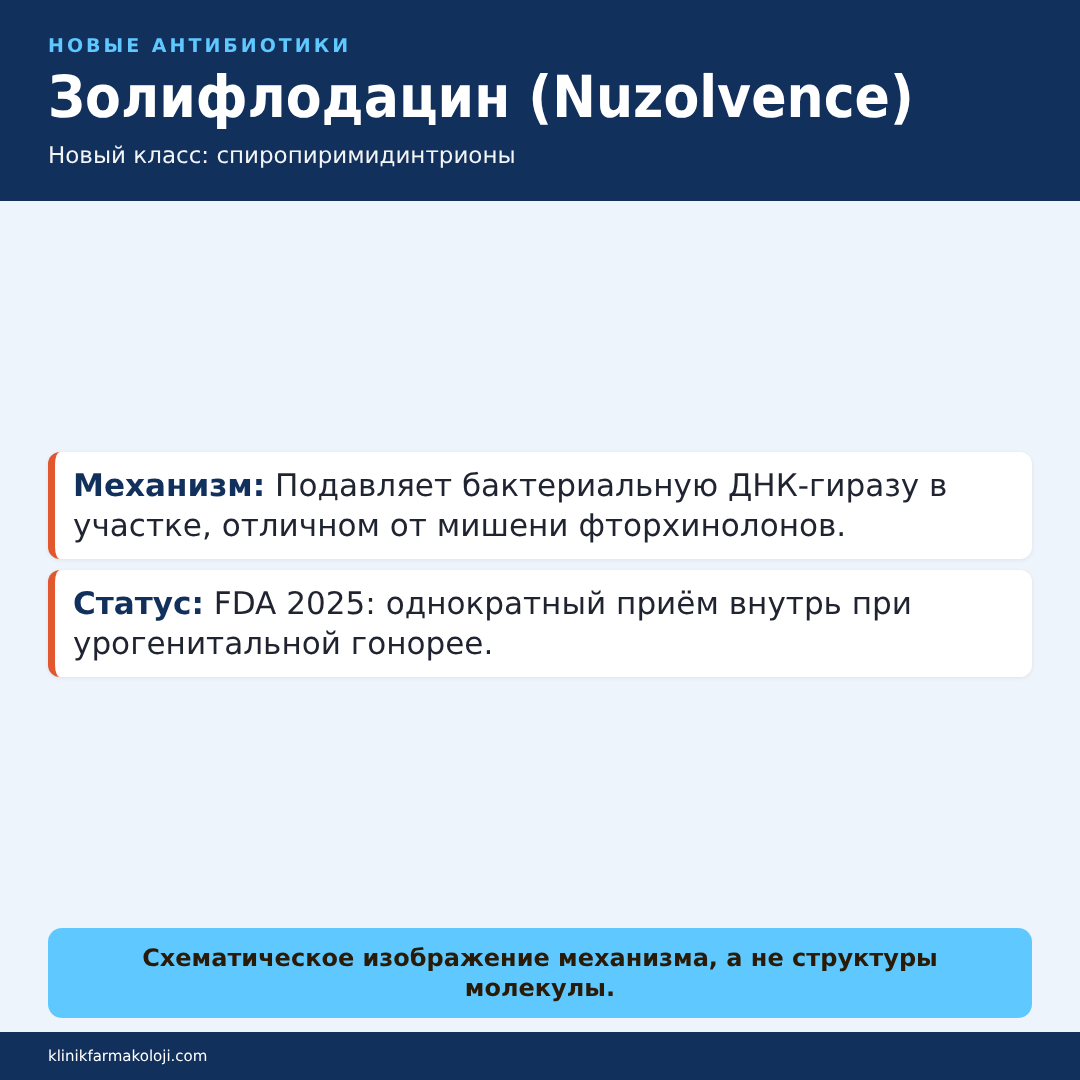 НОВЫЕ АНТИБИОТИКИ
Золифлодацин (Nuzolvence)
Новый класс: спиропиримидинтрионы
Механизм: Подавляет бактериальную ДНК-гиразу в
участке, отличном от мишени фторхинолонов.
Статус: FDA 2025: однократный приём внутрь при
урогенитальной гонорее.
Схематическое изображение механизма, а не структуры
молекулы.
klinikfarmakoloji.com